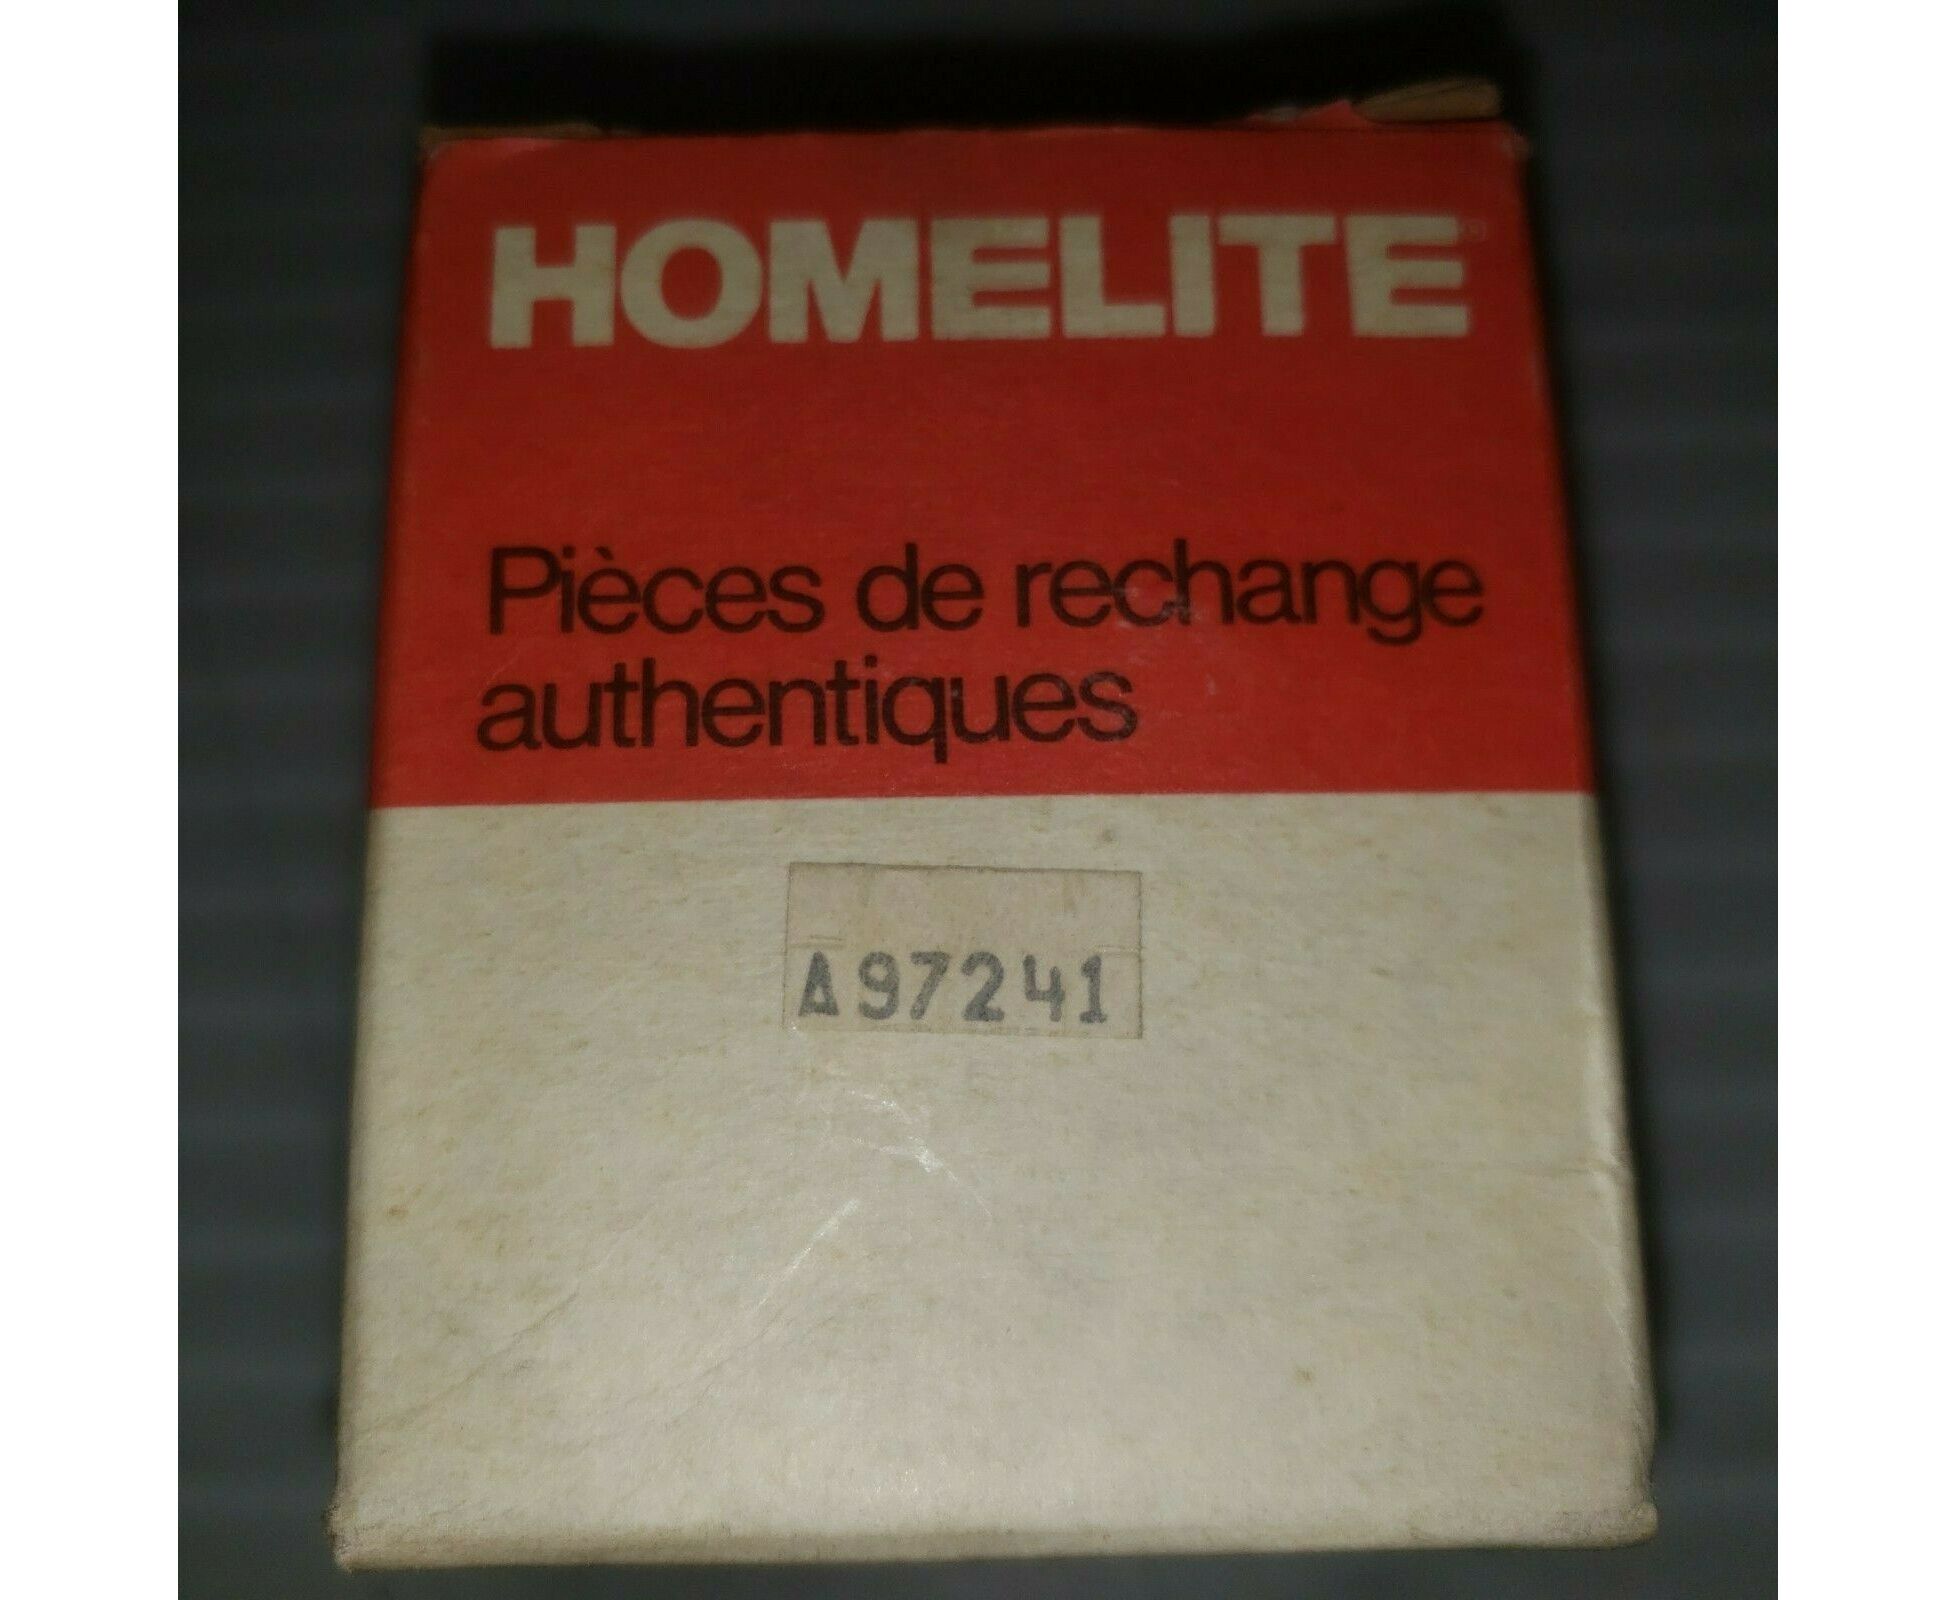 HOMELITE®
Pièces de rechange
authentiques
A97241